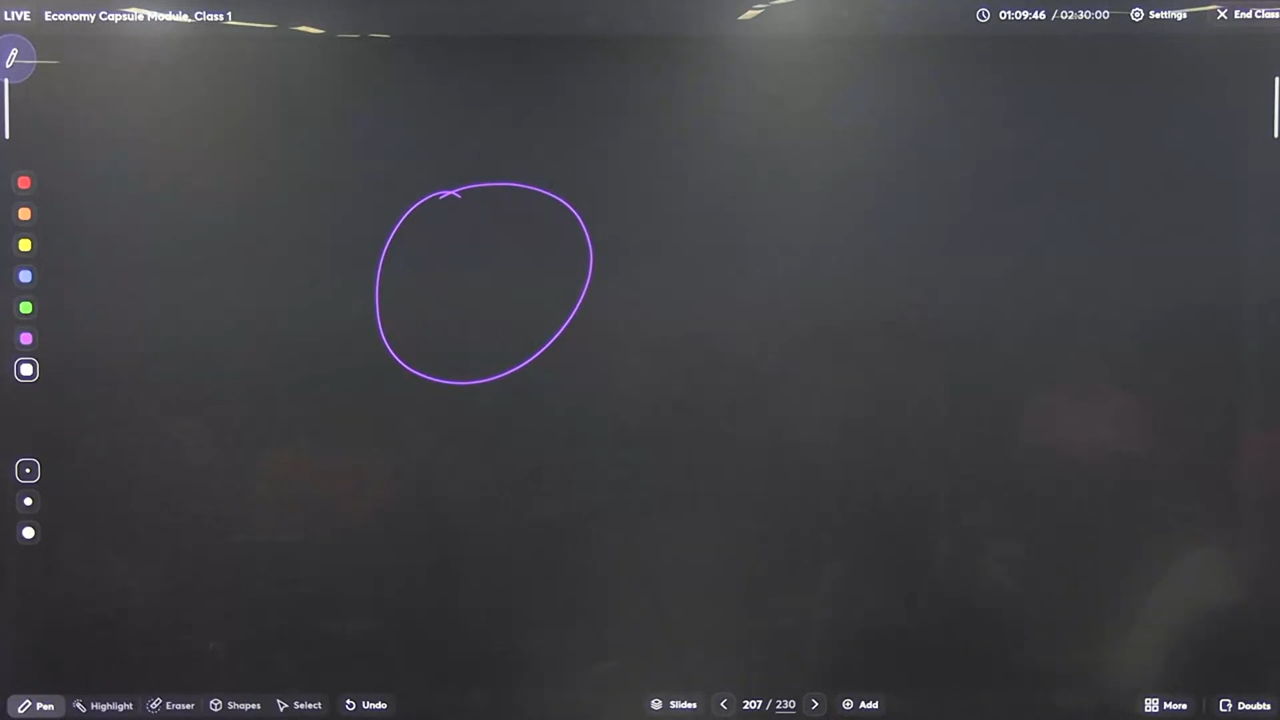 LIVE Economy Capsule Module, Class 1 01:09:46 / 02:30:00 Settings End Class
Pen Highlight Eraser Shapes Select Undo Slides 207 / 230 Add More Doubts